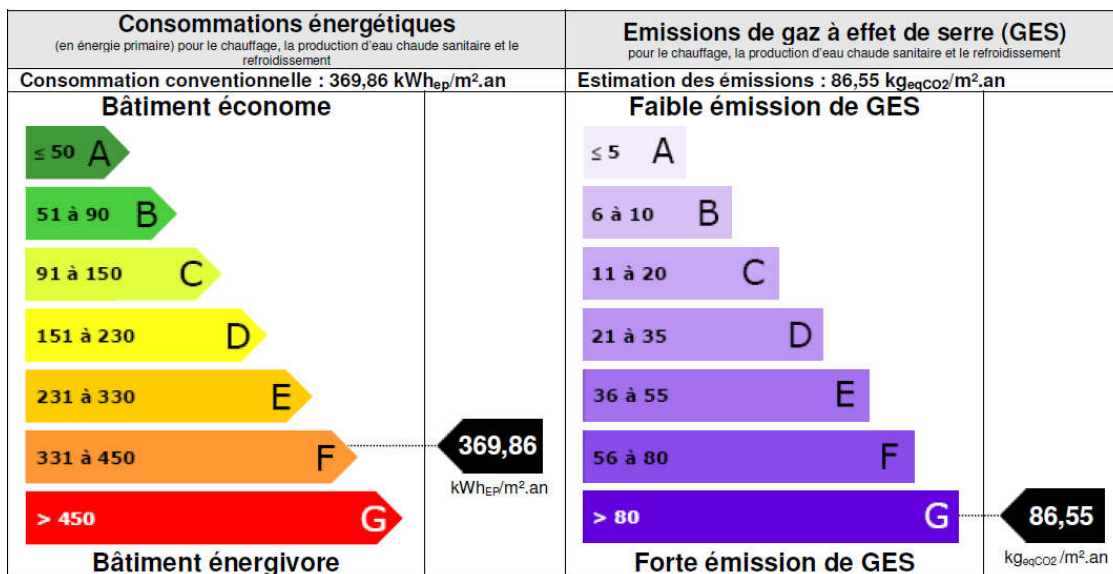 Consommations énergétiques
(en énergie primaire) pour le chauffage, la production d'eau chaude sanitaire et le
refroidissement
Consommation conventionnelle : 369,86 kWhep/m².an
Bâtiment économe
≤ 50 A
51 à 90 B
91 à 150 C
151 à 230 D
231 à 330 E
331 à 450 F
369,86
kWhEP/m².an
> 450 G
Bâtiment énergivore
Emissions de gaz à effet de serre (GES)
pour le chauffage, la production d'eau chaude sanitaire et le refroidissement
Estimation des émissions : 86,55 kgeqCO2/m².an
Faible émission de GES
≤ 5 A
6 à 10 B
11 à 20 C
21 à 35 D
36 à 55 E
56 à 80 F
> 80 G
86,55
kgeqCO2/m².an
Forte émission de GES